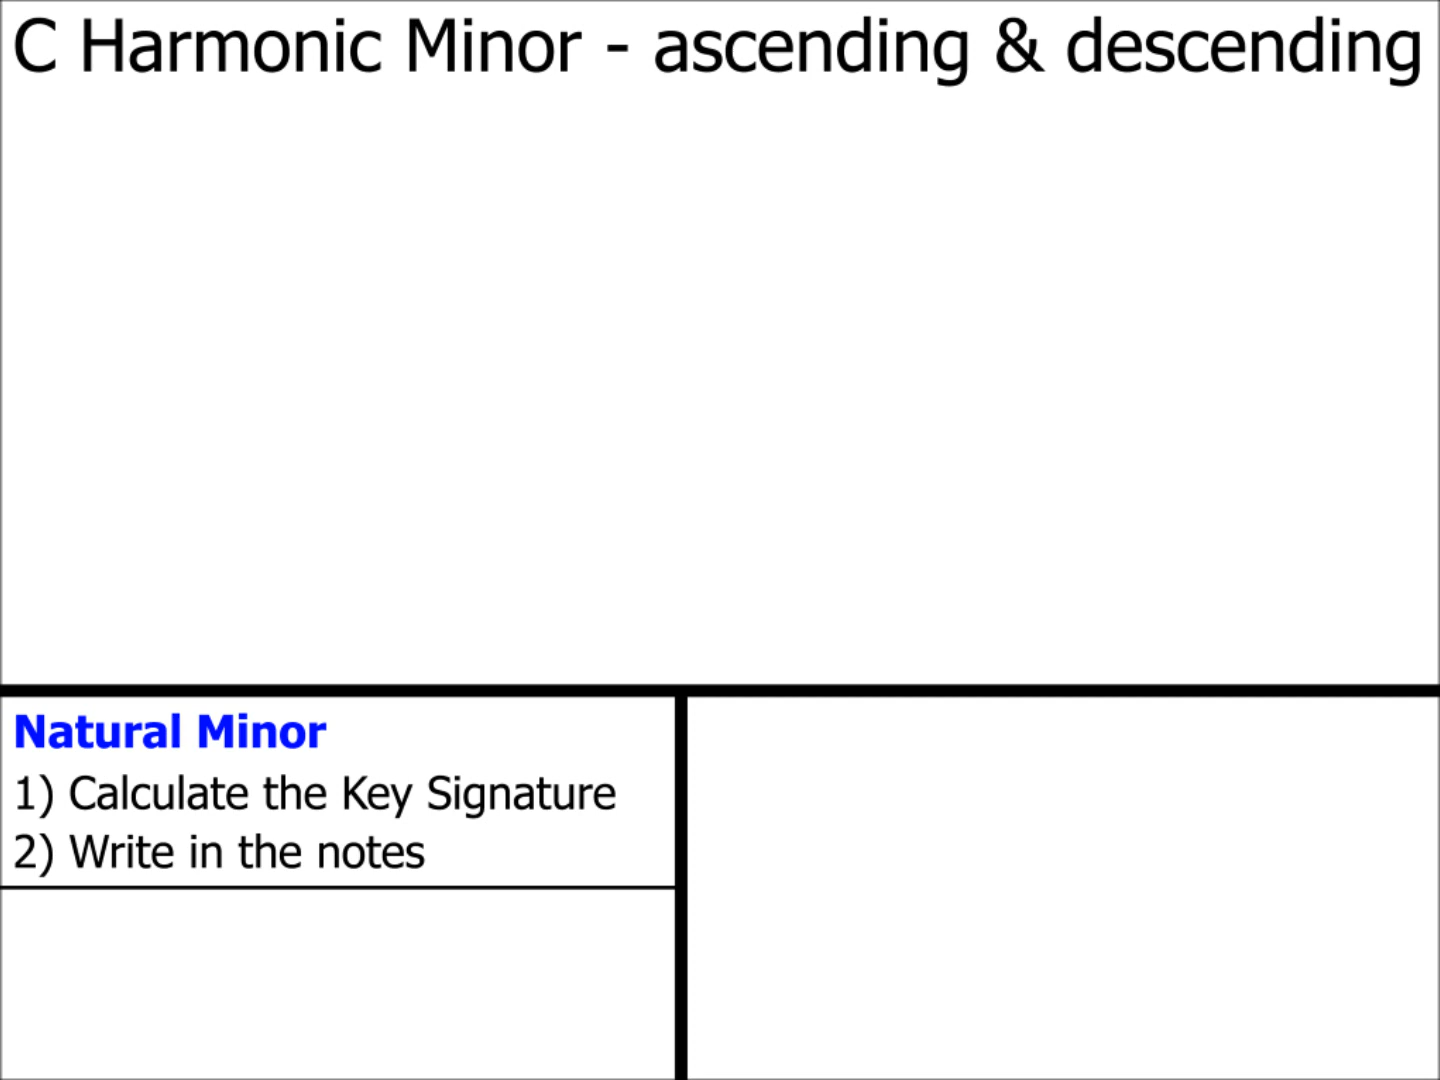 C Harmonic Minor - ascending & descending
Natural Minor
1) Calculate the Key Signature
2) Write in the notes